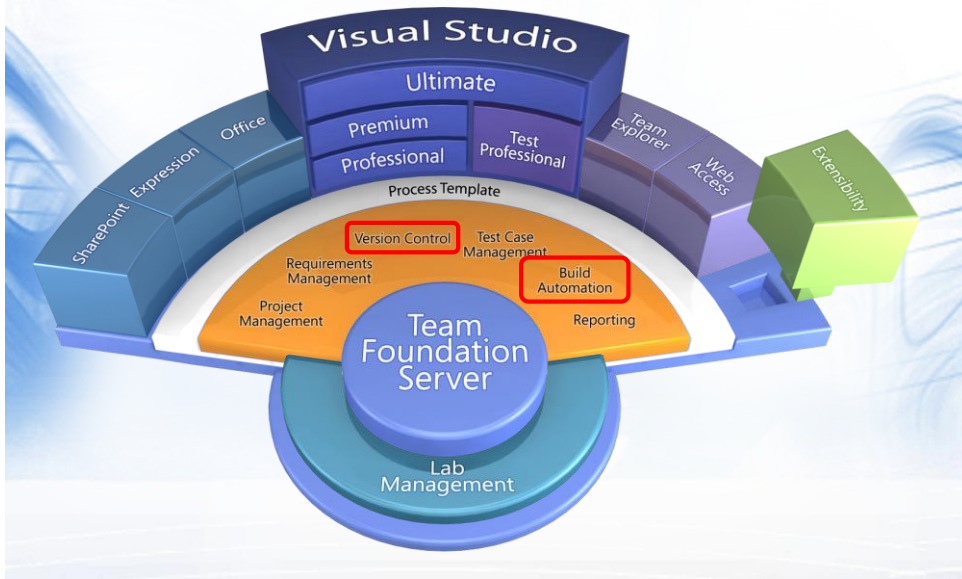 Visual Studio
Ultimate
Premium
Professional
Test
Professional
SharePoint
Expression
Office
Team
Explorer
Web
Access
Extensibility
Process Template
Version Control
Test Case
Management
Requirements
Management
Build
Automation
Project
Management
Reporting
Team
Foundation
Server
Lab
Management